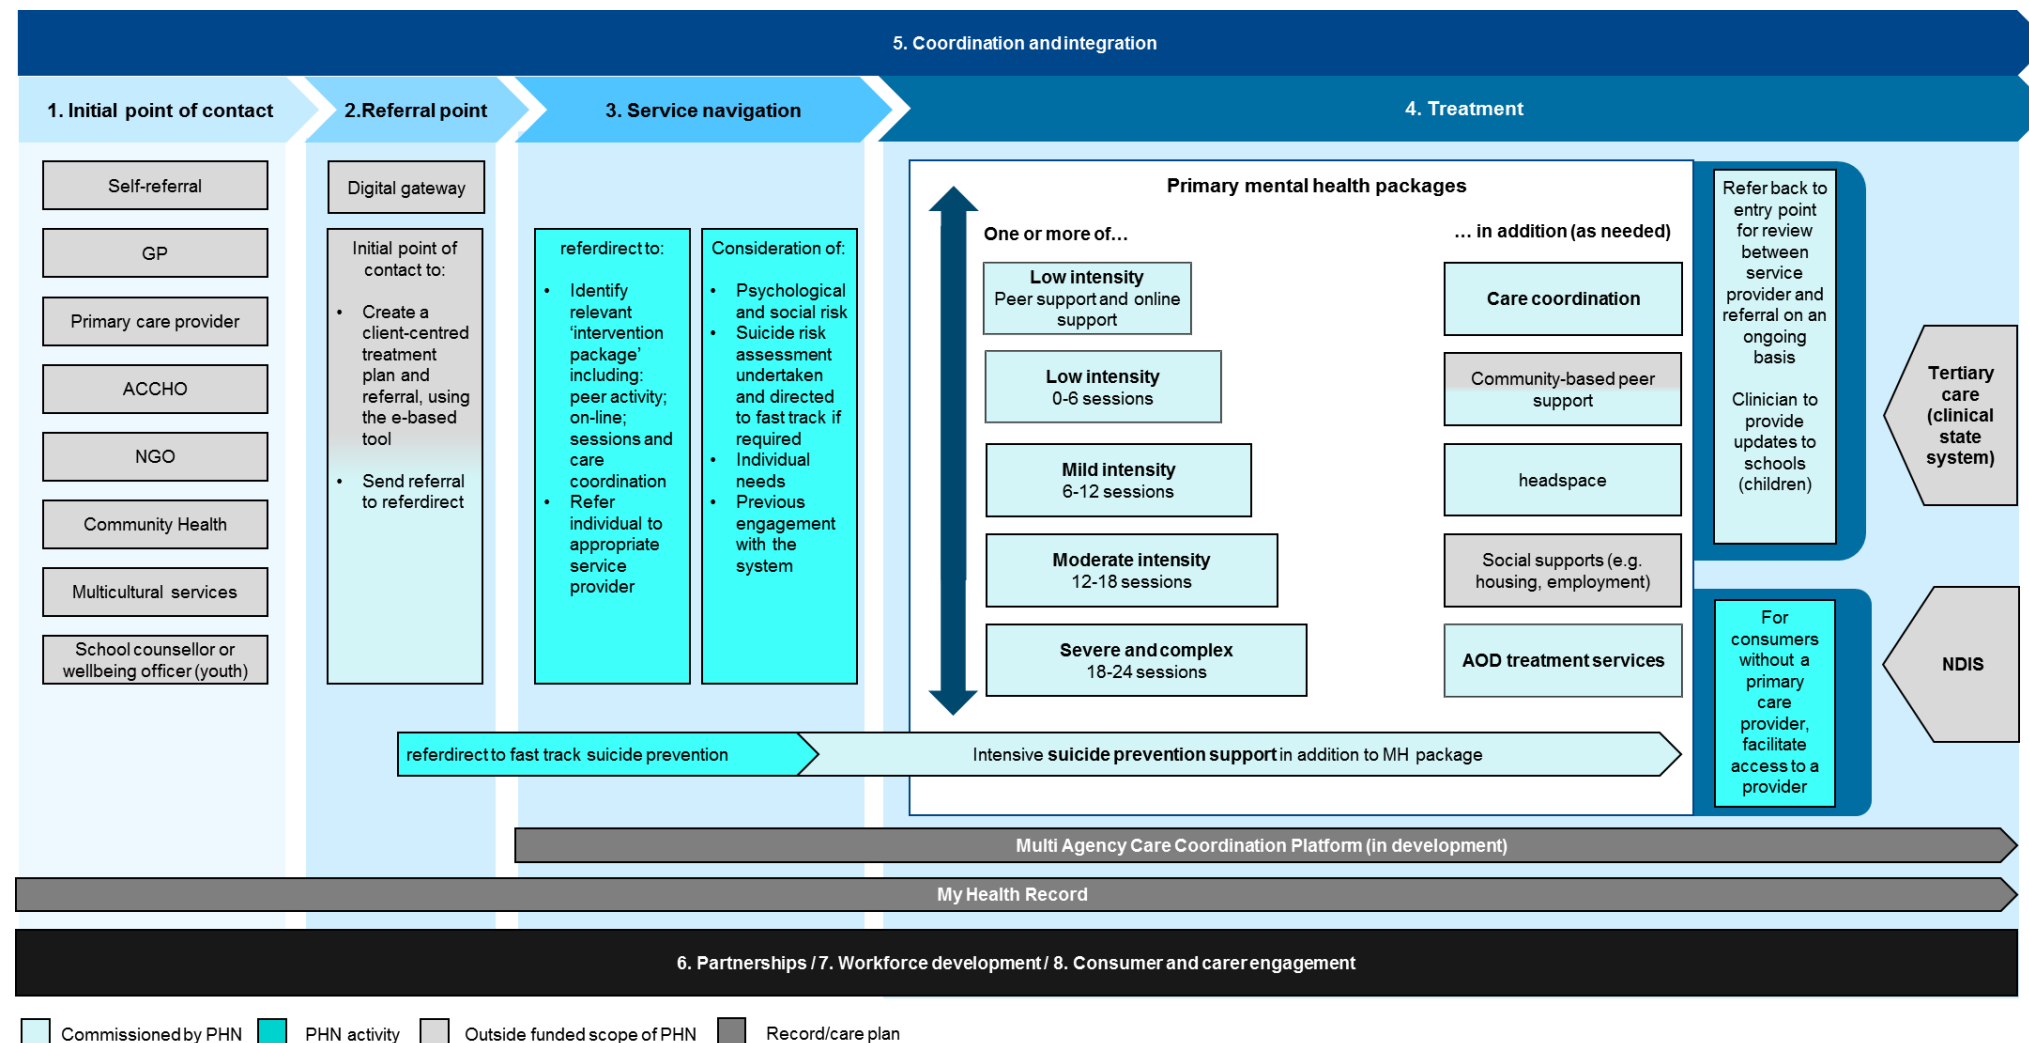 5. Coordination and integration
1. Initial point of contact
2.Referral point
3. Service navigation
4. Treatment
Self-referral
GP
Primary care provider
ACCHO
NGO
Community Health
Multicultural services
School counsellor or
wellbeing officer (youth)
Digital gateway
Initial point of
contact to:
• Create a
client-centred
treatment
plan and
referral, using
the e-based
tool
• Send referral
to referdirect
referdirect to:
• Identify
relevant
‘intervention
package’
including:
peer activity;
on-line;
sessions and
care
coordination
• Refer
individual to
appropriate
service
provider
Consideration of:
• Psychological
and social risk
• Suicide risk
assessment
undertaken
and directed
to fast track if
required
• Individual
needs
• Previous
engagement
with the
system
Primary mental health packages
One or more of…
Low intensity
Peer support and online
support
Low intensity
0-6 sessions
Mild intensity
6-12 sessions
Moderate intensity
12-18 sessions
Severe and complex
18-24 sessions
… in addition (as needed)
Care coordination
Community-based peer
support
headspace
Social supports (e.g.
housing, employment)
AOD treatment services
referdirect to fast track suicide prevention
Intensive suicide prevention support in addition to MH package
Refer back to
entry point
for review
between
service
provider and
referral on an
ongoing
basis
Clinician to
provide
updates to
schools
(children)
For
consumers
without a
primary
care
provider,
facilitate
access to a
provider
Tertiary
care
(clinical
state
system)
NDIS
Multi Agency Care Coordination Platform (in development)
My Health Record
6. Partnerships / 7. Workforce development / 8. Consumer and carer engagement
Commissioned by PHN
PHN activity
Outside funded scope of PHN
Record/care plan